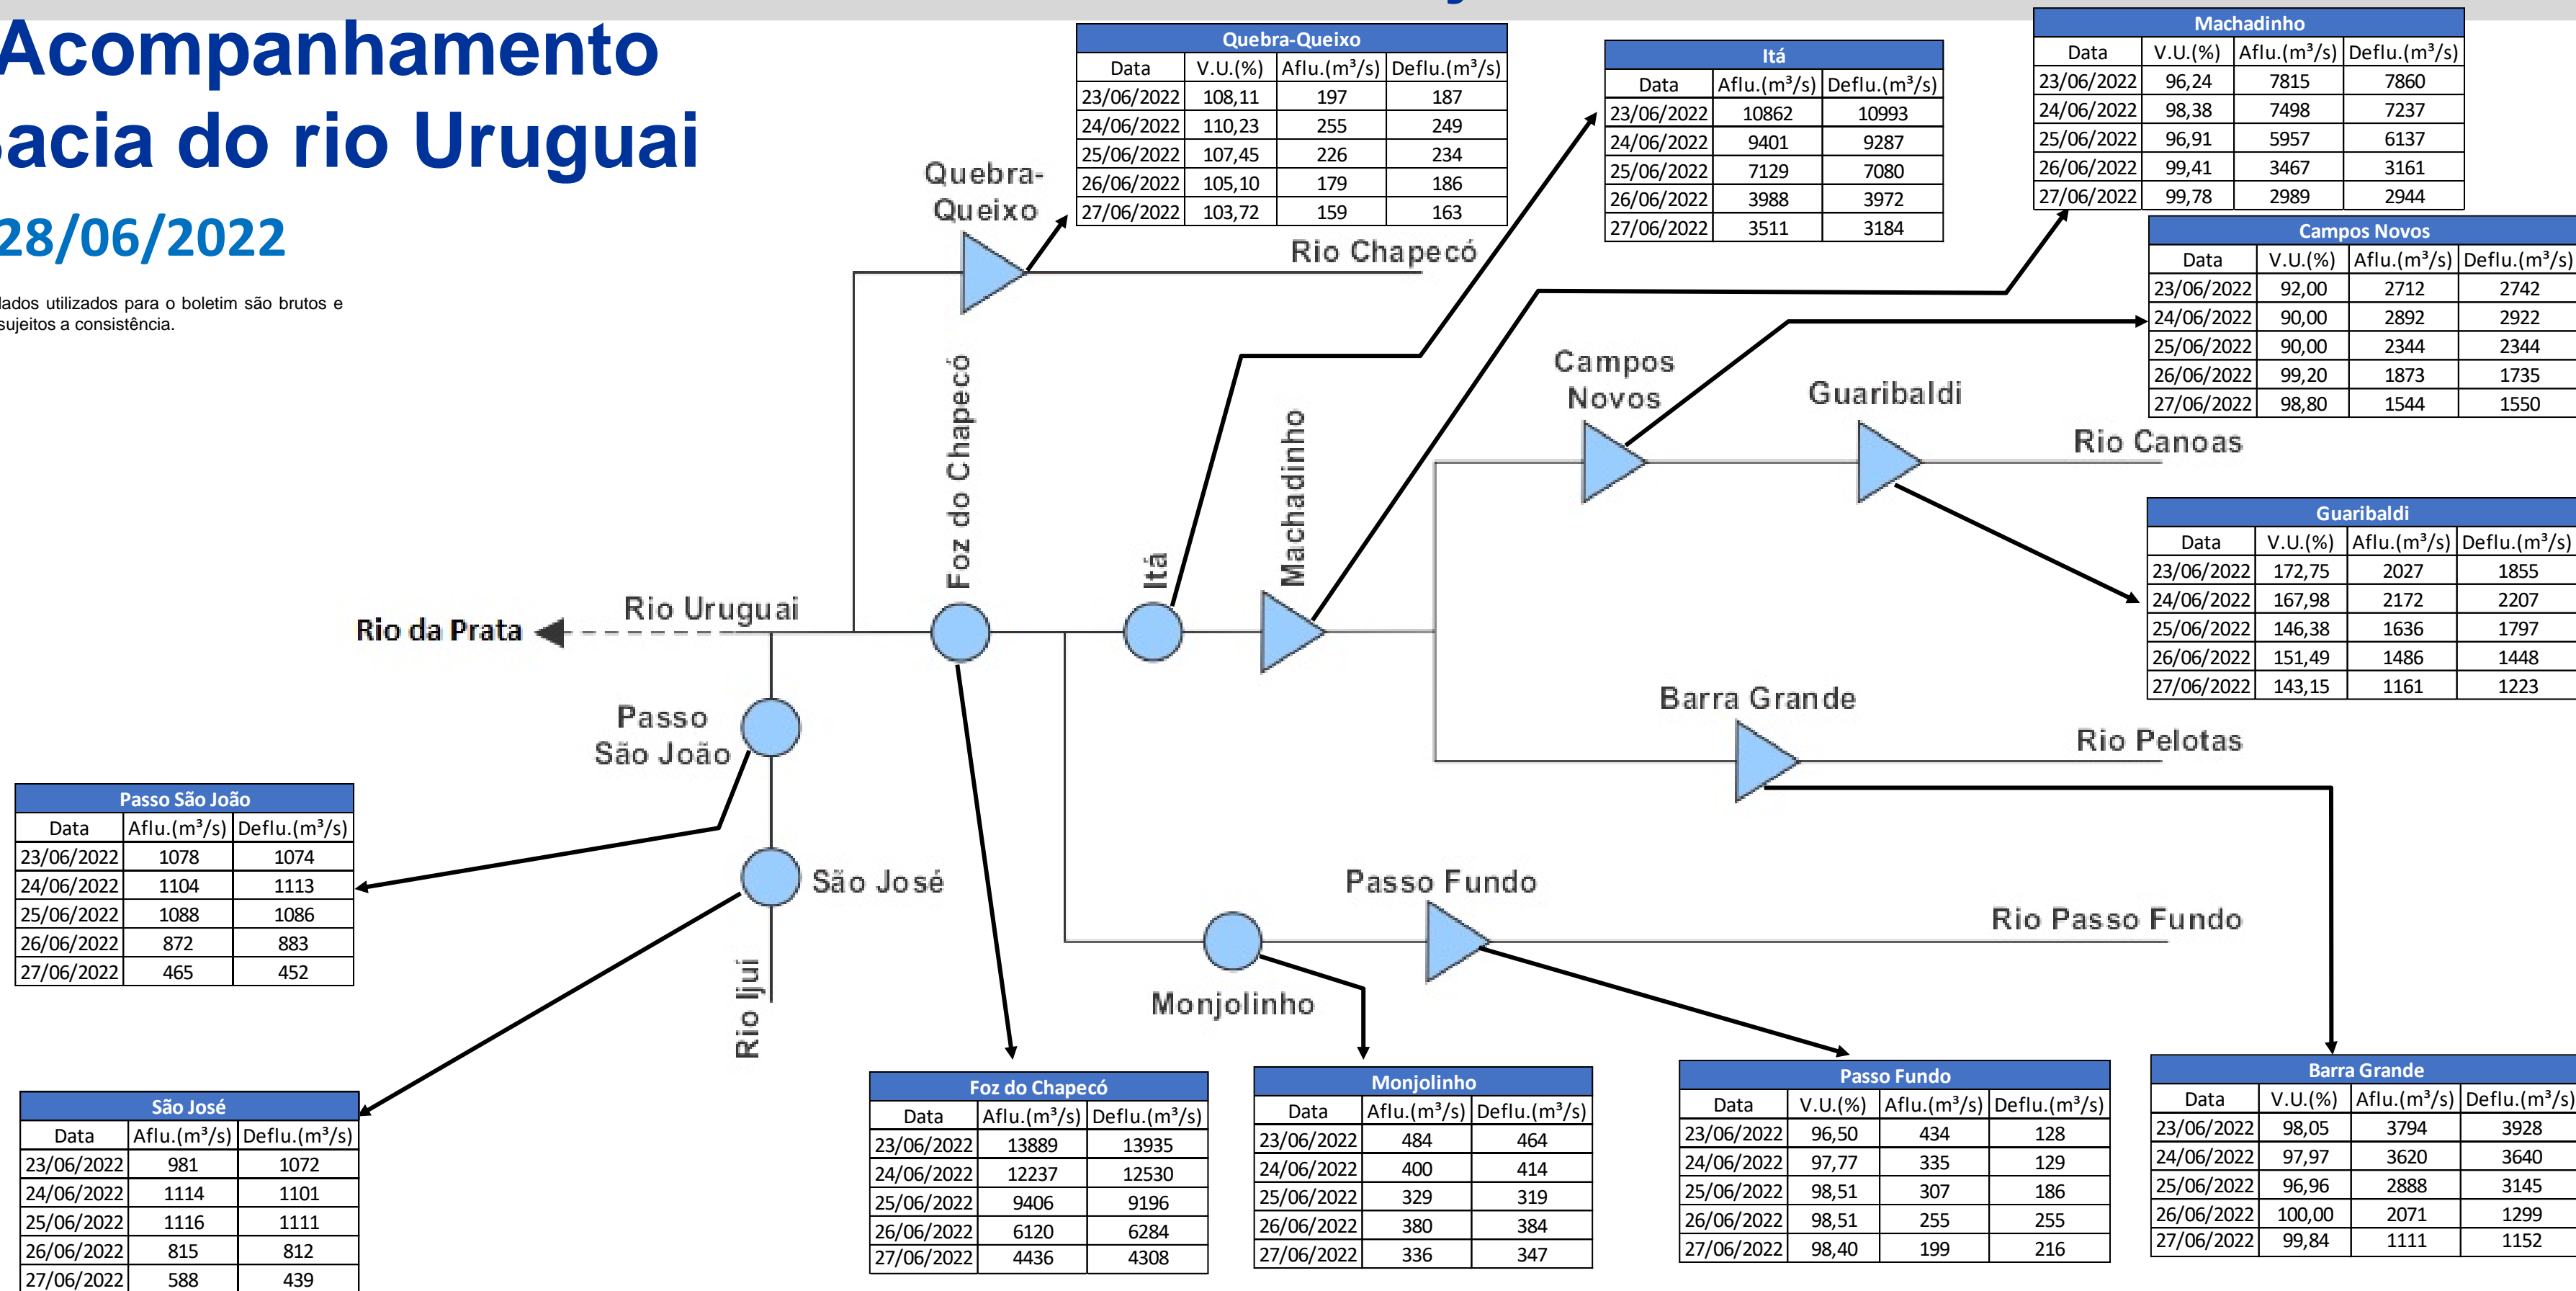 Acompanhamento
acia do rio Uruguai
28/06/2022
dados utilizados para o boletim são brutos e
sujeitos a consistência.
Quebra-Queixo
Data V.U.(%) Aflu.(m³/s) Deflu.(m³/s)
23/06/2022 108,11 197 187
24/06/2022 110,23 255 249
25/06/2022 107,45 226 234
26/06/2022 105,10 179 186
27/06/2022 103,72 159 163
Itá
Data Aflu.(m³/s) Deflu.(m³/s)
23/06/2022 10862 10993
24/06/2022 9401 9287
25/06/2022 7129 7080
26/06/2022 3988 3972
27/06/2022 3511 3184
Machadinho
Data V.U.(%) Aflu.(m³/s) Deflu.(m³/s)
23/06/2022 96,24 7815 7860
24/06/2022 98,38 7498 7237
25/06/2022 96,91 5957 6137
26/06/2022 99,41 3467 3161
27/06/2022 99,78 2989 2944
Campos Novos
Data V.U.(%) Aflu.(m³/s) Deflu.(m³/s)
23/06/2022 92,00 2712 2742
24/06/2022 90,00 2892 2922
25/06/2022 90,00 2344 2344
26/06/2022 99,20 1873 1735
27/06/2022 98,80 1544 1550
Guaribaldi
Data V.U.(%) Aflu.(m³/s) Deflu.(m³/s)
23/06/2022 172,75 2027 1855
24/06/2022 167,98 2172 2207
25/06/2022 146,38 1636 1797
26/06/2022 151,49 1486 1448
27/06/2022 143,15 1161 1223
Quebra-
Queixo
Rio Chapecó
Foz do Chapecó
Itá
Machadinho
Campos
Novos
Guaribaldi
Rio Canoas
Rio da Prata
Rio Uruguai
Barra Grande
Rio Pelotas
Passo
São João
São José
Rio Ijuí
Passo Fundo
Rio Passo Fundo
Monjolinho
Passo São João
Data Aflu.(m³/s) Deflu.(m³/s)
23/06/2022 1078 1074
24/06/2022 1104 1113
25/06/2022 1088 1086
26/06/2022 872 883
27/06/2022 465 452
São José
Data Aflu.(m³/s) Deflu.(m³/s)
23/06/2022 981 1072
24/06/2022 1114 1101
25/06/2022 1116 1111
26/06/2022 815 812
27/06/2022 588 439
Foz do Chapecó
Data Aflu.(m³/s) Deflu.(m³/s)
23/06/2022 13889 13935
24/06/2022 12237 12530
25/06/2022 9406 9196
26/06/2022 6120 6284
27/06/2022 4436 4308
Monjolinho
Data Aflu.(m³/s) Deflu.(m³/s)
23/06/2022 484 464
24/06/2022 400 414
25/06/2022 329 319
26/06/2022 380 384
27/06/2022 336 347
Passo Fundo
Data V.U.(%) Aflu.(m³/s) Deflu.(m³/s)
23/06/2022 96,50 434 128
24/06/2022 97,77 335 129
25/06/2022 98,51 307 186
26/06/2022 98,51 255 255
27/06/2022 98,40 199 216
Barra Grande
Data V.U.(%) Aflu.(m³/s) Deflu.(m³/s)
23/06/2022 98,05 3794 3928
24/06/2022 97,97 3620 3640
25/06/2022 96,96 2888 3145
26/06/2022 100,00 2071 1299
27/06/2022 99,84 1111 1152